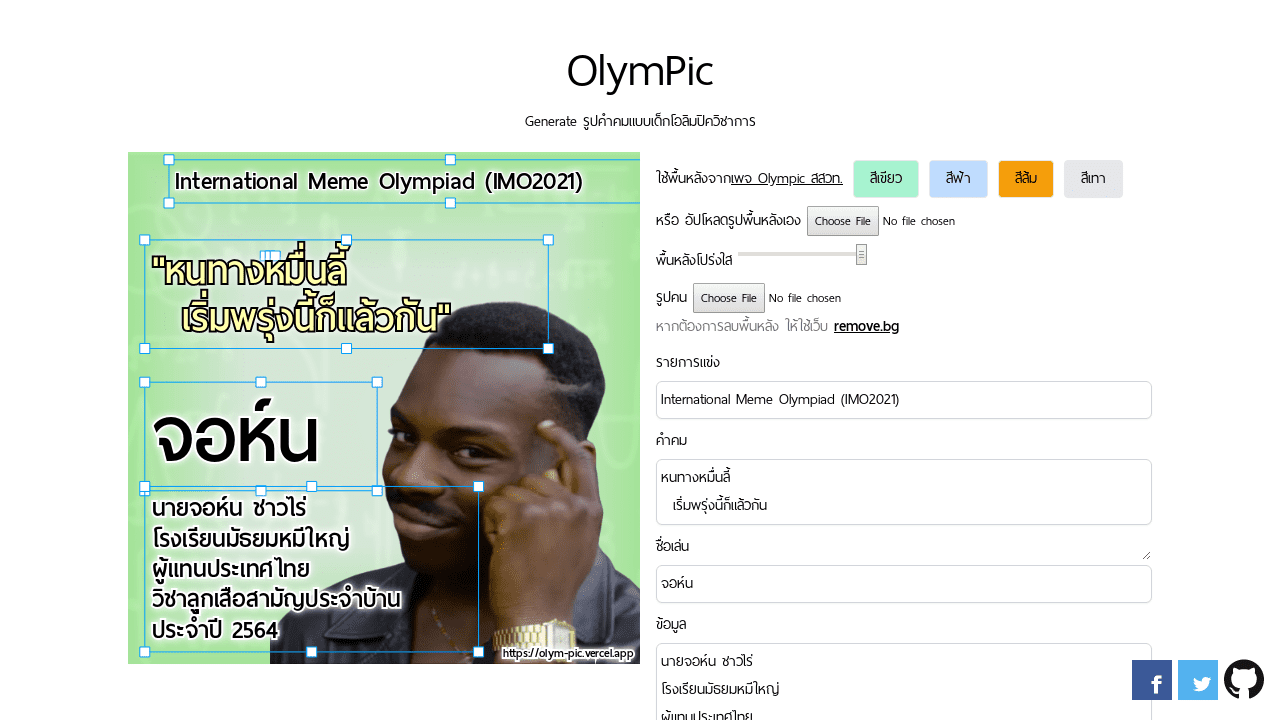 OlymPic
Generate รูปคำคมแบบเด็กโอลิมปิควิชาการ
International Meme Olympiad (IMO2021)
"หนทางหมื่นลี้
เริ่มพรุ่งนี้ก็แล้วกัน"
จอห์น
นายจอห์น ชาวไร่
โรงเรียนมัธยมหมีใหญ่
ผู้แทนประเทศไทย
วิชาลูกเสือสามัญประจำบ้าน
ประจำปี 2564
https://olym-pic.vercel.app
ใช้พื้นหลังจากเพจ Olympic สสวท. สีเขียว สีฟ้า สีส้ม สีเทา
หรือ อัปโหลดรูปพื้นหลังเอง Choose File No file chosen
พื้นหลังโปร่งใส
รูปคน Choose File No file chosen
หากต้องการลบพื้นหลัง ให้ใช้เว็บ remove.bg
รายการแข่ง
International Meme Olympiad (IMO2021)
คำคม
หนทางหมื่นลี้
เริ่มพรุ่งนี้ก็แล้วกัน
ชื่อเล่น
จอห์น
ข้อมูล
นายจอห์น ชาวไร่
โรงเรียนมัธยมหมีใหญ่
ผู้แทนประเทศไทย